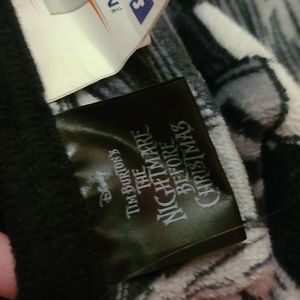 Disney
TIM BURTON'S
THE
NIGHTMARE
BEFORE
CHRISTMAS